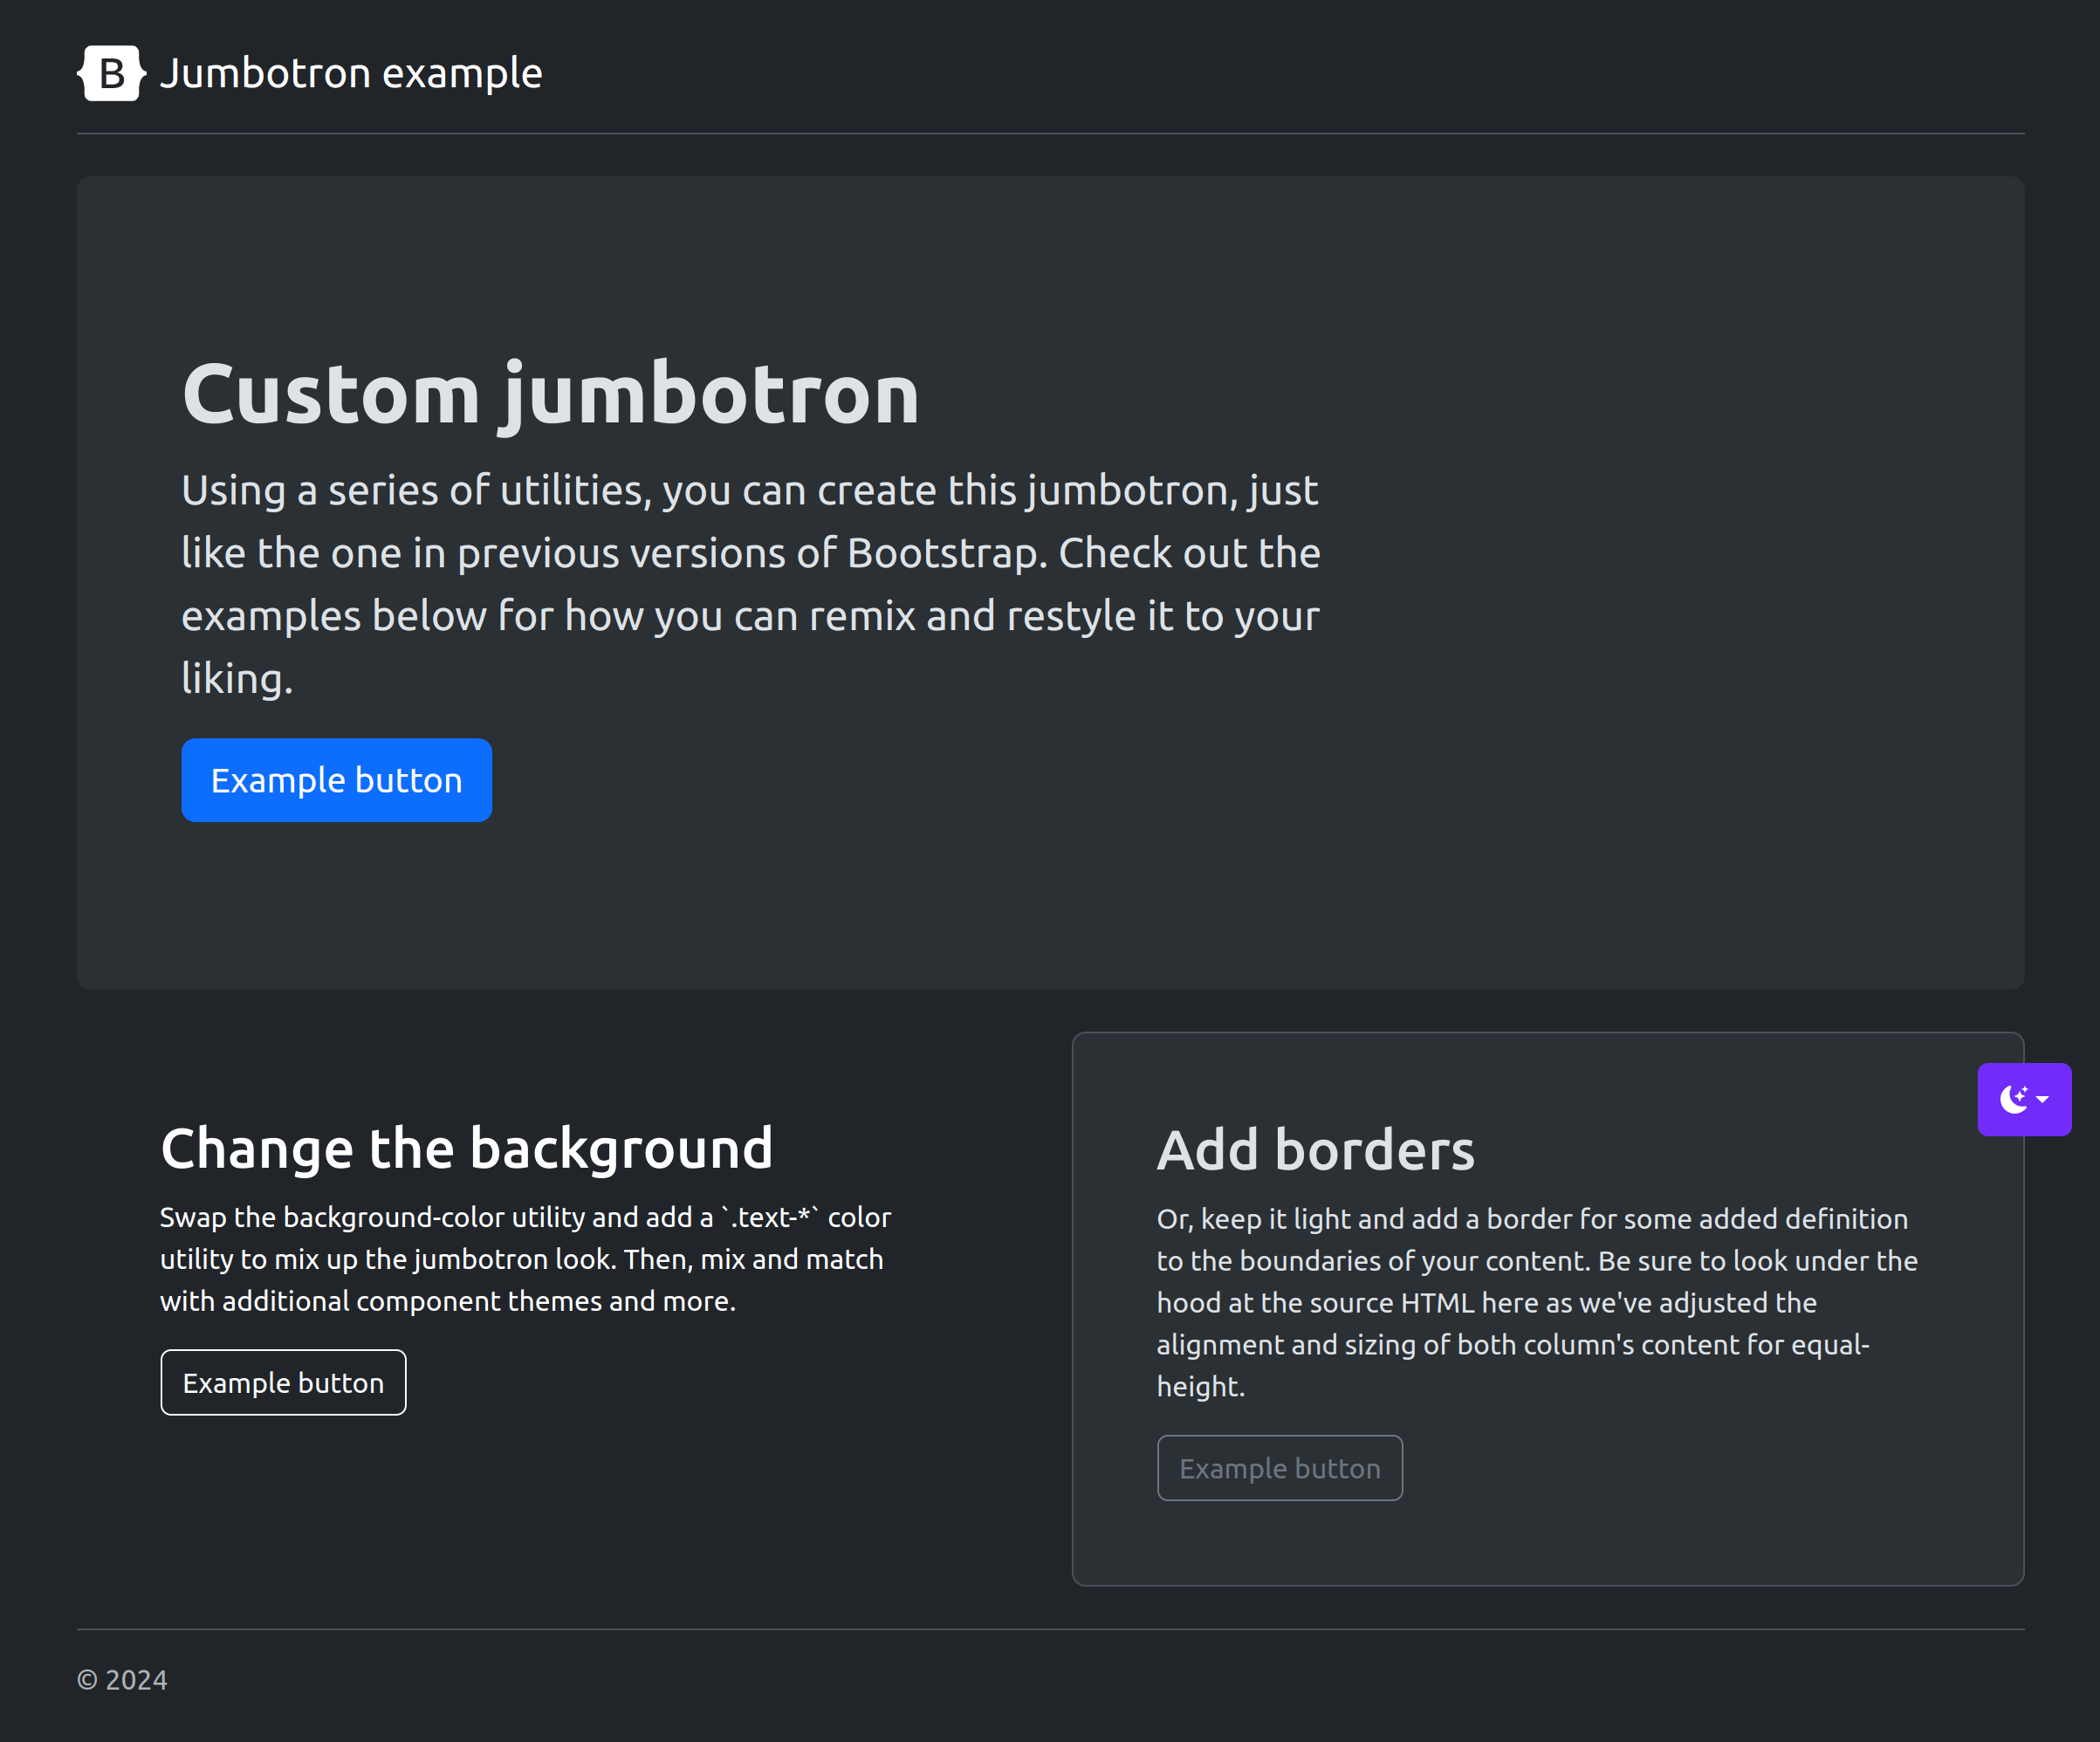 B Jumbotron example
Custom jumbotron
Using a series of utilities, you can create this jumbotron, just
like the one in previous versions of Bootstrap. Check out the
examples below for how you can remix and restyle it to your
liking.
Example button
Change the background
Swap the background-color utility and add a `.text-*` color
utility to mix up the jumbotron look. Then, mix and match
with additional component themes and more.
Example button
Add borders
Or, keep it light and add a border for some added definition
to the boundaries of your content. Be sure to look under the
hood at the source HTML here as we've adjusted the
alignment and sizing of both column's content for equal-
height.
Example button
© 2024